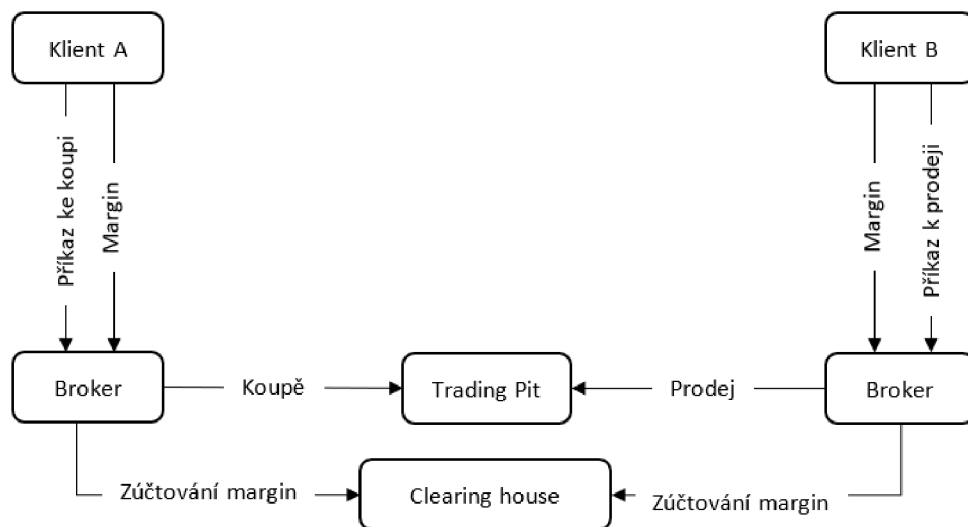 Klient A
Klient B
Příkaz ke koupi
Margin
Margin
Příkaz k prodeji
Broker
Koupě
Trading Pit
Prodej
Broker
Zúčtování margin
Clearing house
Zúčtování margin